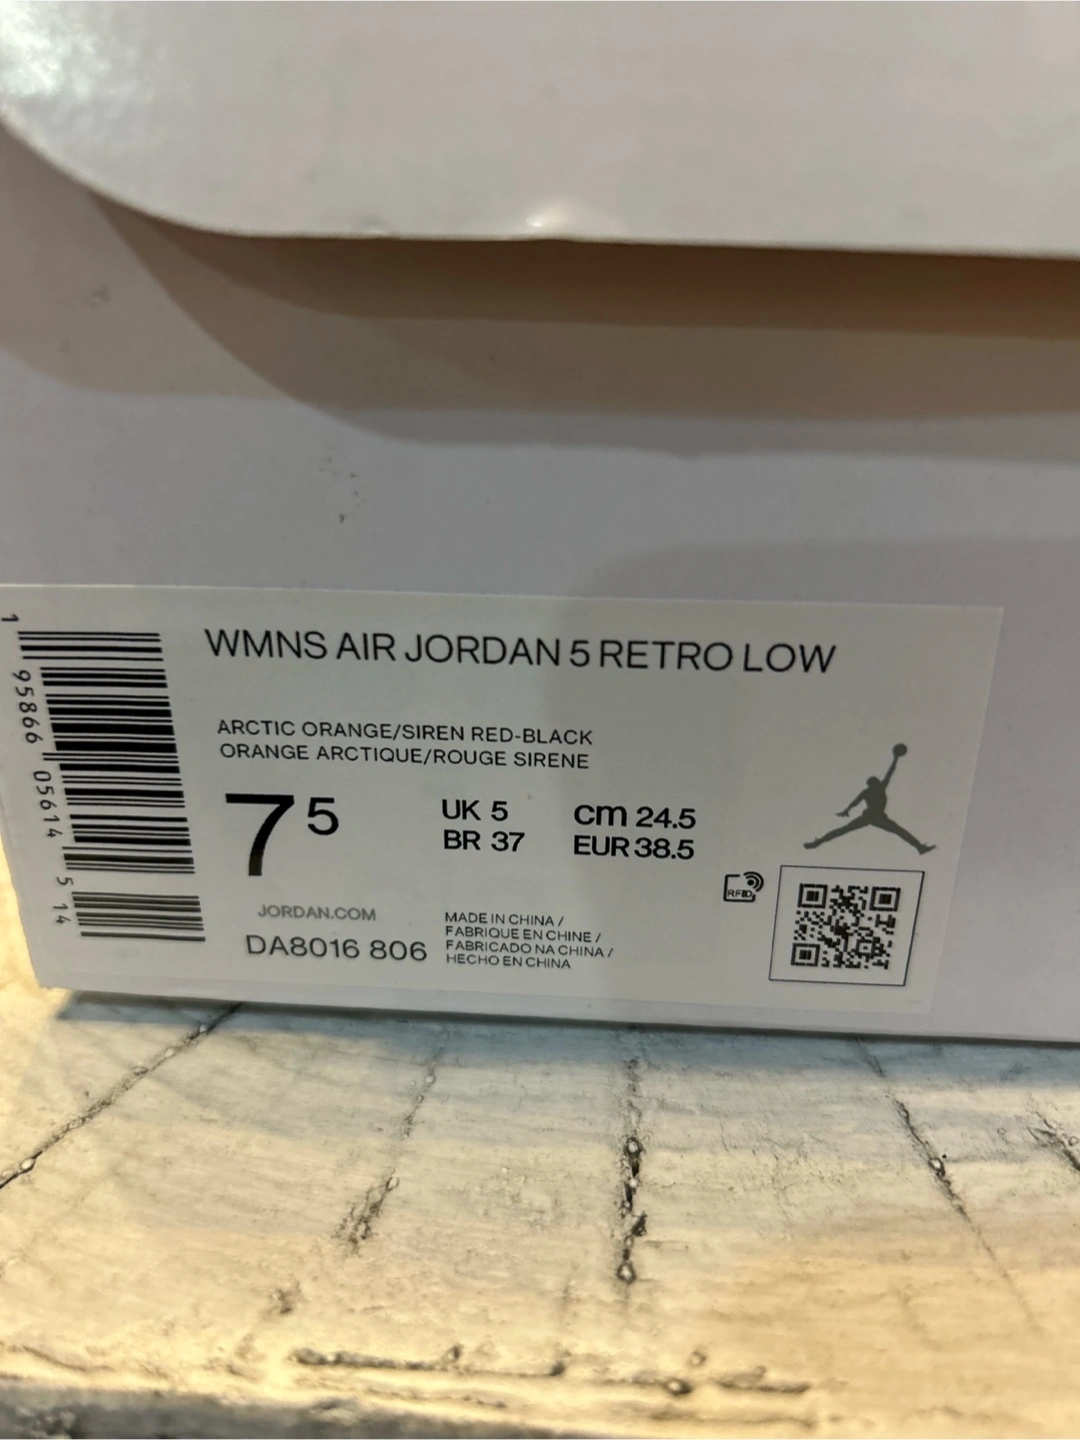 WMNS AIR JORDAN 5 RETRO LOW
ARCTIC ORANGE/SIREN RED-BLACK
ORANGE ARCTIQUE/ROUGE SIRENE
7 5
UK 5
BR 37
cm 24.5
EUR 38.5
RFID
JORDAN.COM
DA8016 806
MADE IN CHINA /
FABRIQUE EN CHINE /
FABRICADO NA CHINA /
HECHO EN CHINA
1 95866 05614 5 14